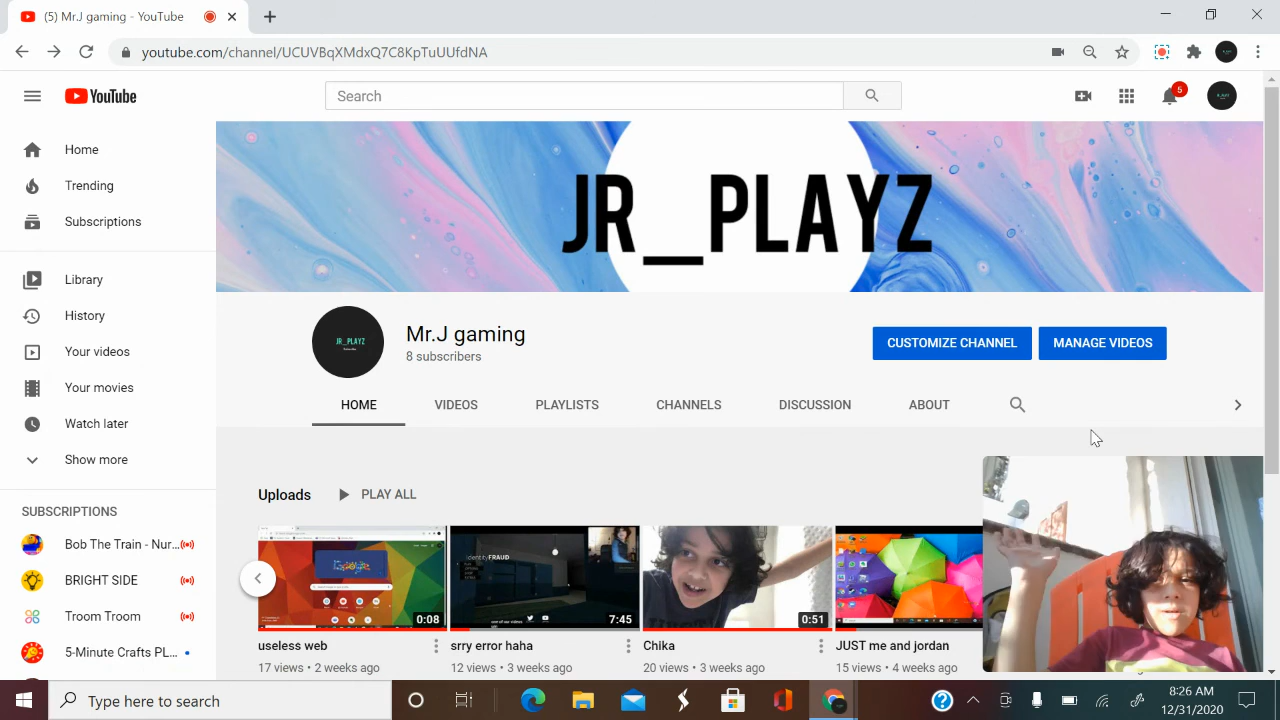 (5) Mr.J gaming - YouTube
youtube.com/channel/UCUVBqXMdxQ7C8KpTuUUfdNA
YouTube
Search
5
Home
Trending
Subscriptions
Library
History
Your videos
Your movies
Watch later
Show more
SUBSCRIPTIONS
Bob The Train - Nur...
BRIGHT SIDE
Troom Troom
5-Minute Crafts PL...
JR__PLAYZ
JR_PLAYZ
Mr.J gaming
8 subscribers
CUSTOMIZE CHANNEL
MANAGE VIDEOS
HOME VIDEOS PLAYLISTS CHANNELS DISCUSSION ABOUT
Uploads PLAY ALL
identityFRAUD
0:08
7:45
0:51
useless web
17 views • 2 weeks ago
srry error haha
12 views • 3 weeks ago
Chika
20 views • 3 weeks ago
JUST me and jordan
15 views • 4 weeks ago
Type here to search
8:26 AM
12/31/2020